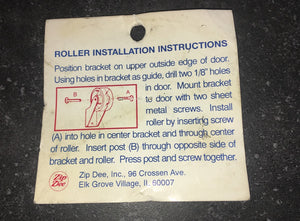 ROLLER INSTALLATION INSTRUCTIONS
Position bracket on upper outside edge of door.
Using holes in bracket as guide, drill two 1/8" holes
in door. Mount bracket
B
A
te door with two sheet
metal screws. Install
roller by inserting screw
(A) into hole in center bracket and through center
of roller. Insert post (B) through opposite side of
bracket and roller. Press post and screw together.
Zip Dee
Zip Dee, Inc., 96 Crossen Ave.
Elk Grove Village, IL 60007